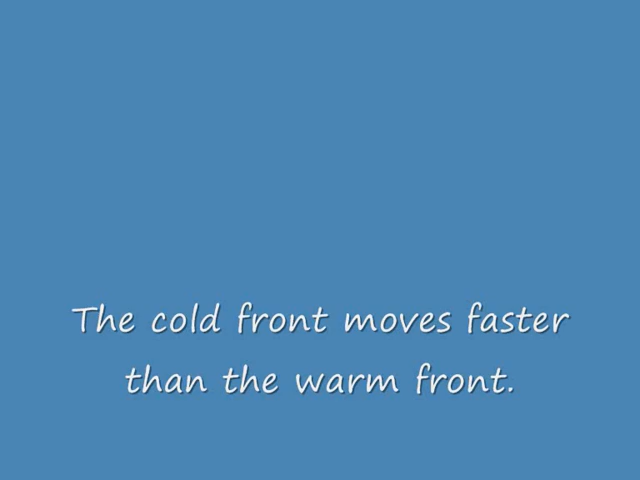 The cold front moves faster
than the warm front.